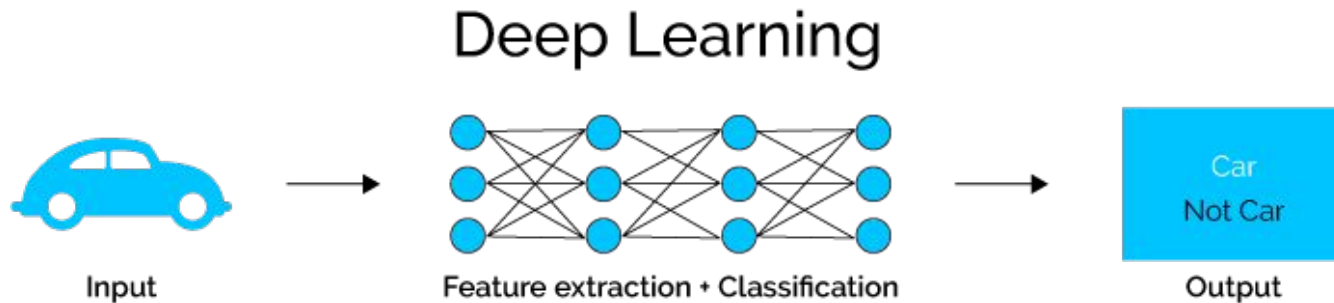 Deep Learning
Car
Not Car
Input
Feature extraction + Classification
Output